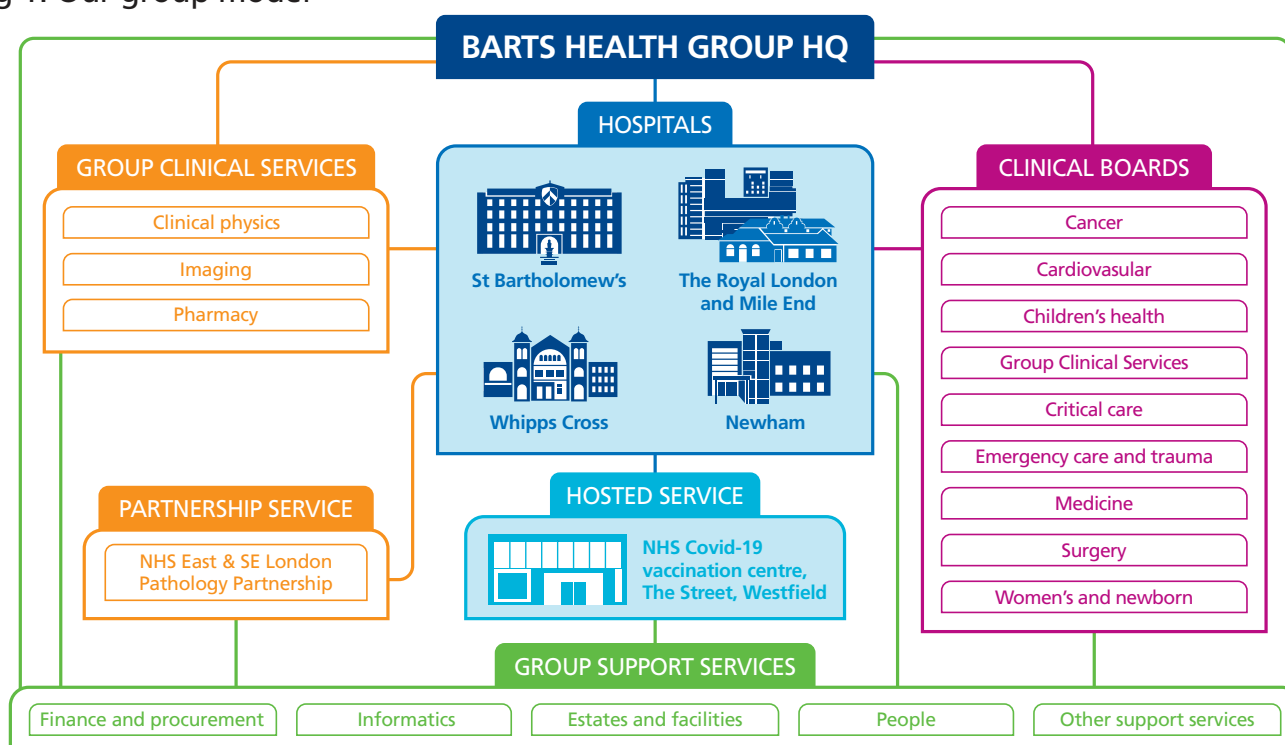 BARTS HEALTH GROUP HQ
HOSPITALS
GROUP CLINICAL SERVICES
Clinical physics
Imaging
Pharmacy
St Bartholomew's
The Royal London
and Mile End
Whipps Cross
Newham
CLINICAL BOARDS
Cancer
Cardiovascular
Children's health
Group Clinical Services
Critical care
Emergency care and trauma
Medicine
Surgery
Women's and newborn
PARTNERSHIP SERVICE
NHS East & SE London
Pathology Partnership
HOSTED SERVICE
NHS Covid-19
vaccination centre,
The Street, Westfield
GROUP SUPPORT SERVICES
Finance and procurement
Informatics
Estates and facilities
People
Other support services